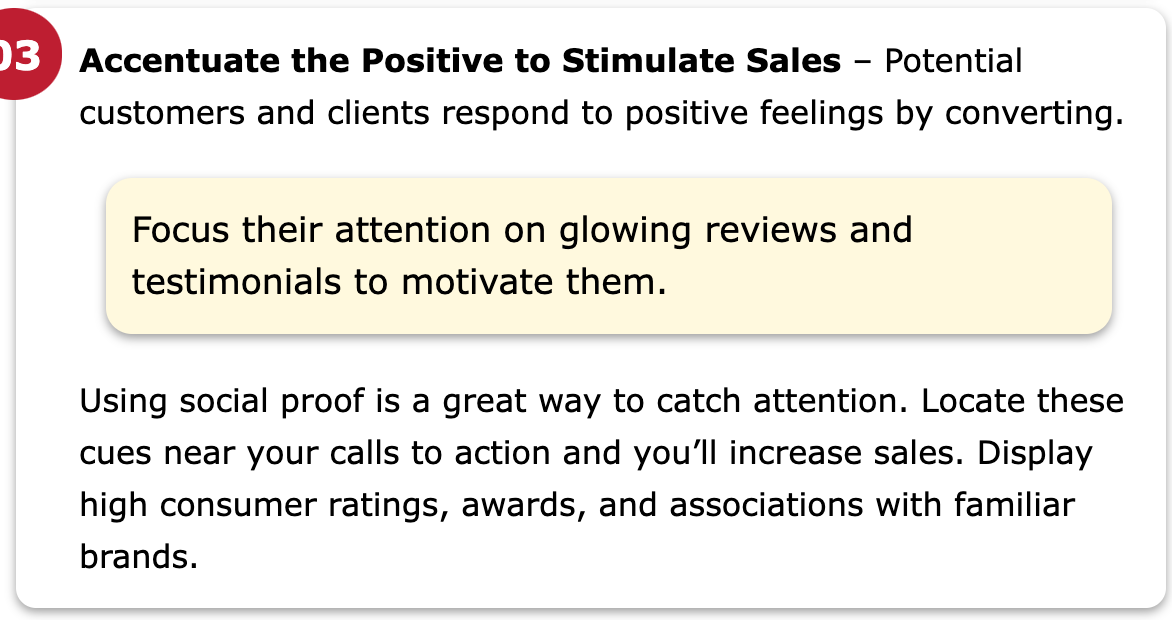 03
Accentuate the Positive to Stimulate Sales – Potential
customers and clients respond to positive feelings by converting.
Focus their attention on glowing reviews and
testimonials to motivate them.
Using social proof is a great way to catch attention. Locate these
cues near your calls to action and you’ll increase sales. Display
high consumer ratings, awards, and associations with familiar
brands.